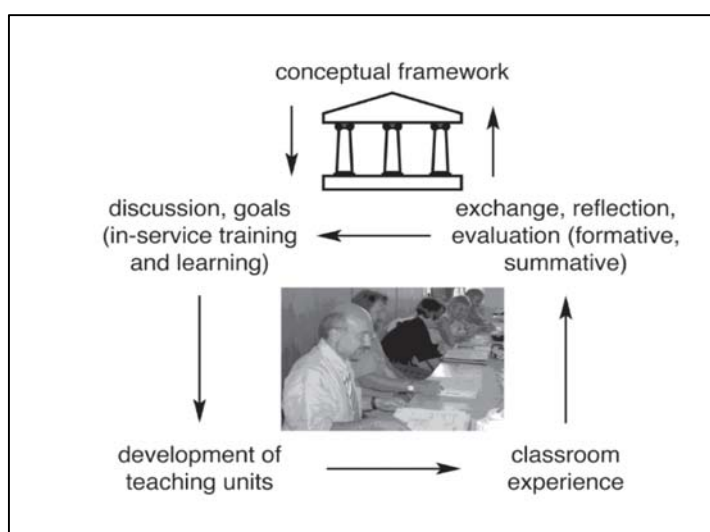 conceptual framework
discussion, goals
(in-service training
and learning)
exchange, reflection,
evaluation (formative,
summative)
development of
teaching units
classroom
experience